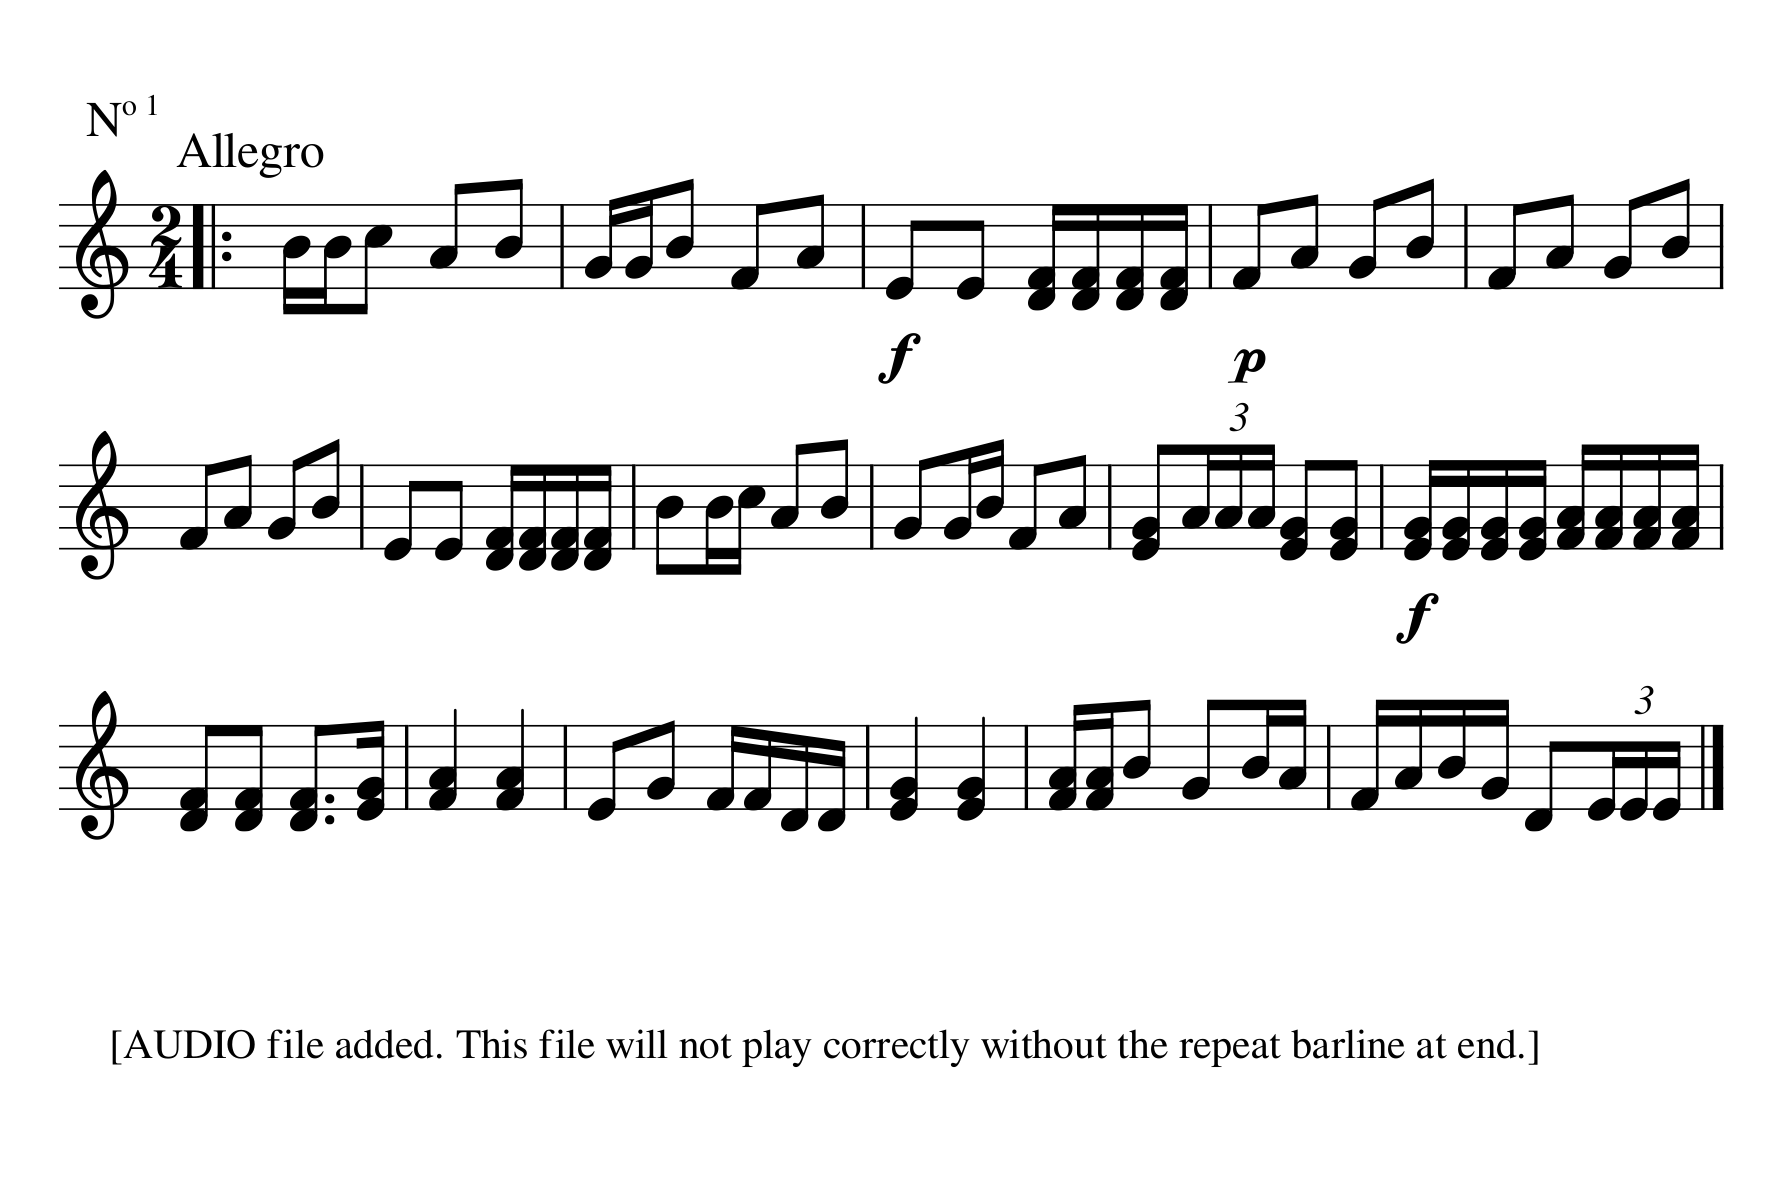 Nº ¹
Allegro
2
4
f
p
3
f
3
[AUDIO file added. This file will not play correctly without the repeat barline at end.]